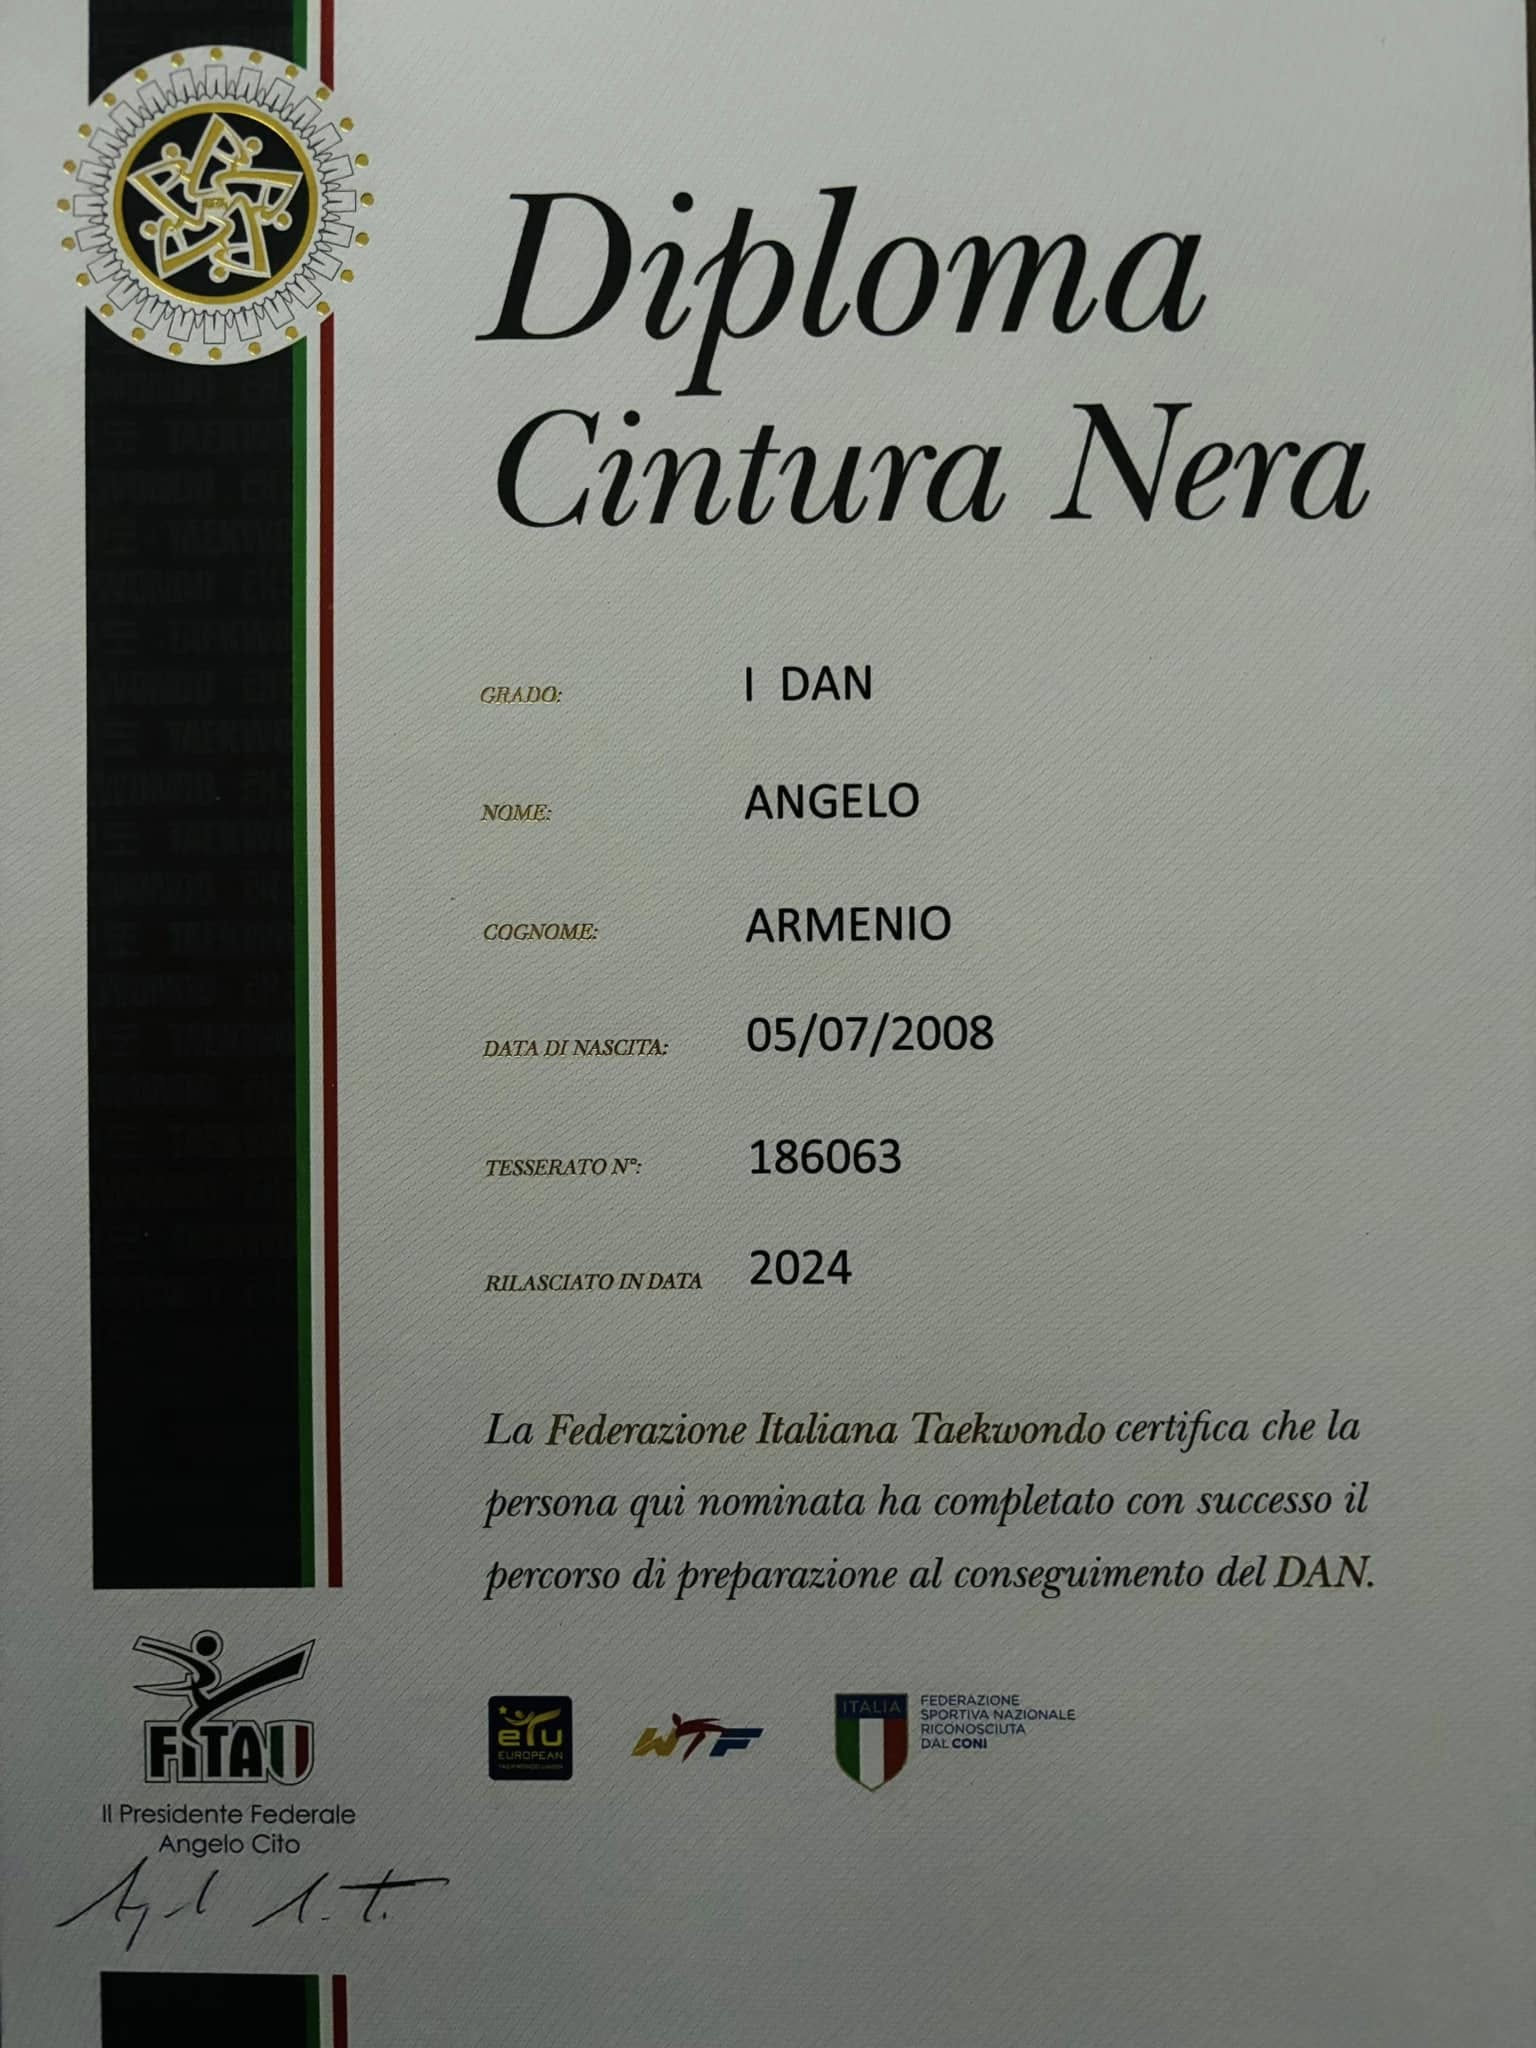 Diploma
Cintura Nera
GRADO: I DAN
NOME: ANGELO
COGNOME: ARMENIO
DATA DI NASCITA: 05/07/2008
TESSERATO N°: 186063
RILASCIATO IN DATA 2024
La Federazione Italiana Taekwondo certifica che la
persona qui nominata ha completato con successo il
percorso di preparazione al conseguimento del DAN.
FITA
Il Presidente Federale
Angelo Cito
eTU
EUROPEAN
WTF
ITALIA
FEDERAZIONE
SPORTIVA NAZIONALE
RICONOSCIUTA
DAL CONI